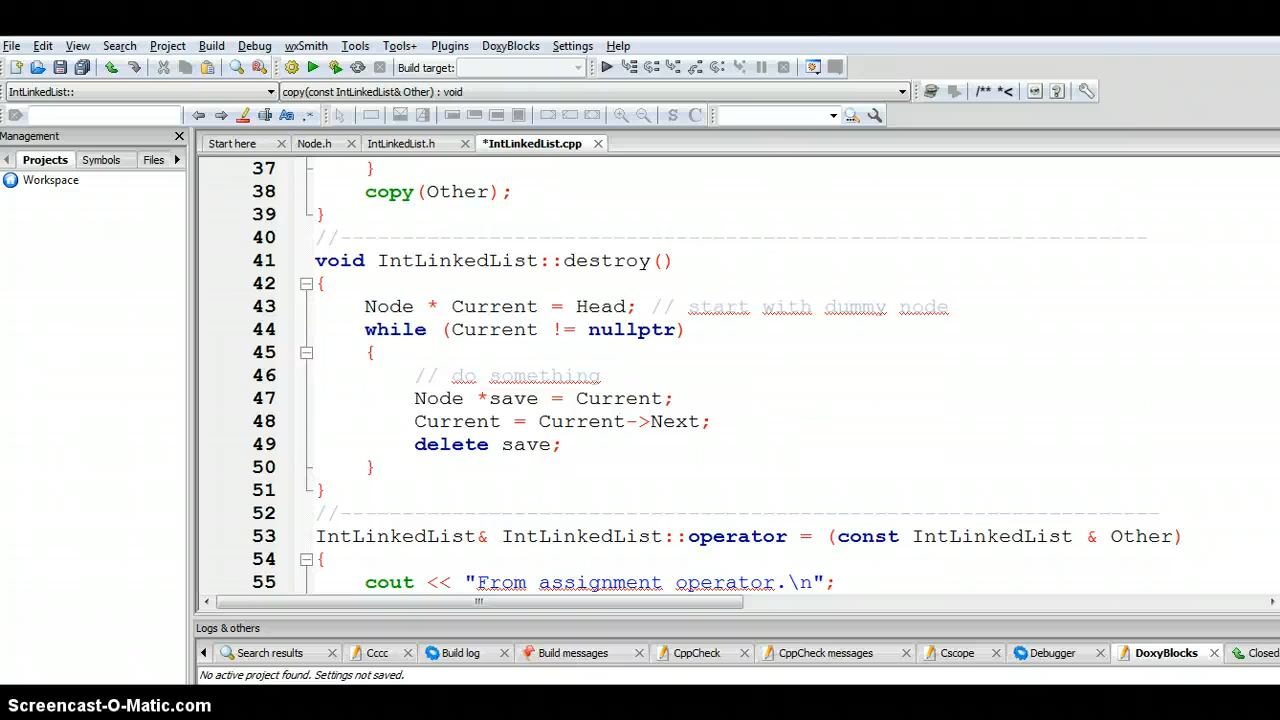 File Edit View Search Project Build Debug wxSmith Tools Tools+ Plugins DoxyBlocks Settings Help
Build target:
/** *<
IntLinkedList:: copy(const IntLinkedList& Other) : void
Aa .* S C
Management
Projects Symbols Files
Workspace
Start here Node.h IntLinkedList.h *IntLinkedList.cpp
37 }
38 copy(Other);
39 }
40 //-----------------------------------------------------------------
41 void IntLinkedList::destroy()
42 {
43 Node * Current = Head; // start with dummy node
44 while (Current != nullptr)
45 {
46 // do something
47 Node *save = Current;
48 Current = Current->Next;
49 delete save;
50 }
51 }
52 //------------------------------------------------------------------
53 IntLinkedList& IntLinkedList::operator = (const IntLinkedList & Other)
54 {
55 cout << "From assignment operator.\n";
Logs & others
Search results Cccc Build log Build messages CppCheck CppCheck messages Cscope Debugger DoxyBlocks Closed
No active project found. Settings not saved.
Screencast-O-Matic.com